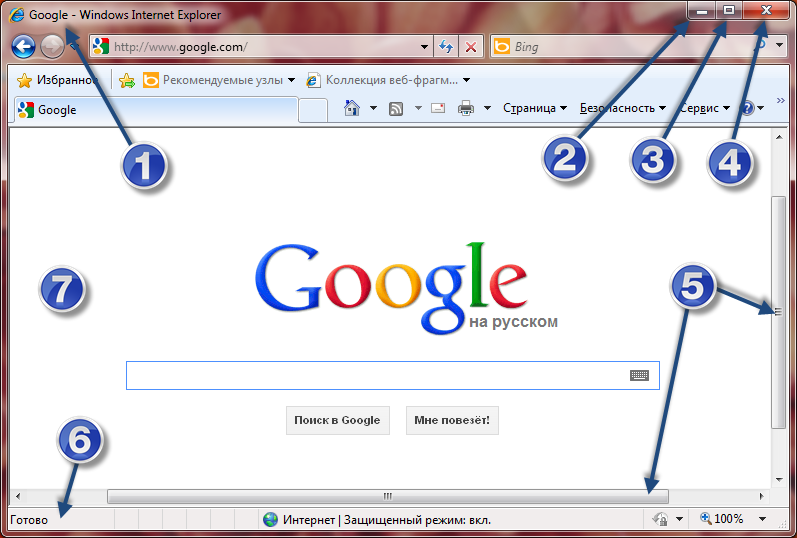 Google - Windows Internet Explorer
http://www.google.com/
Bing
Избранное
Рекомендуемые узлы
Коллекция веб-фрагм...
Google
Страница
Безопасность
Сервис
1
2
3
4
7
5
Google
на русском
Поиск в Google
Мне повезёт!
6
Готово
Интернет | Защищенный режим: вкл.
100%